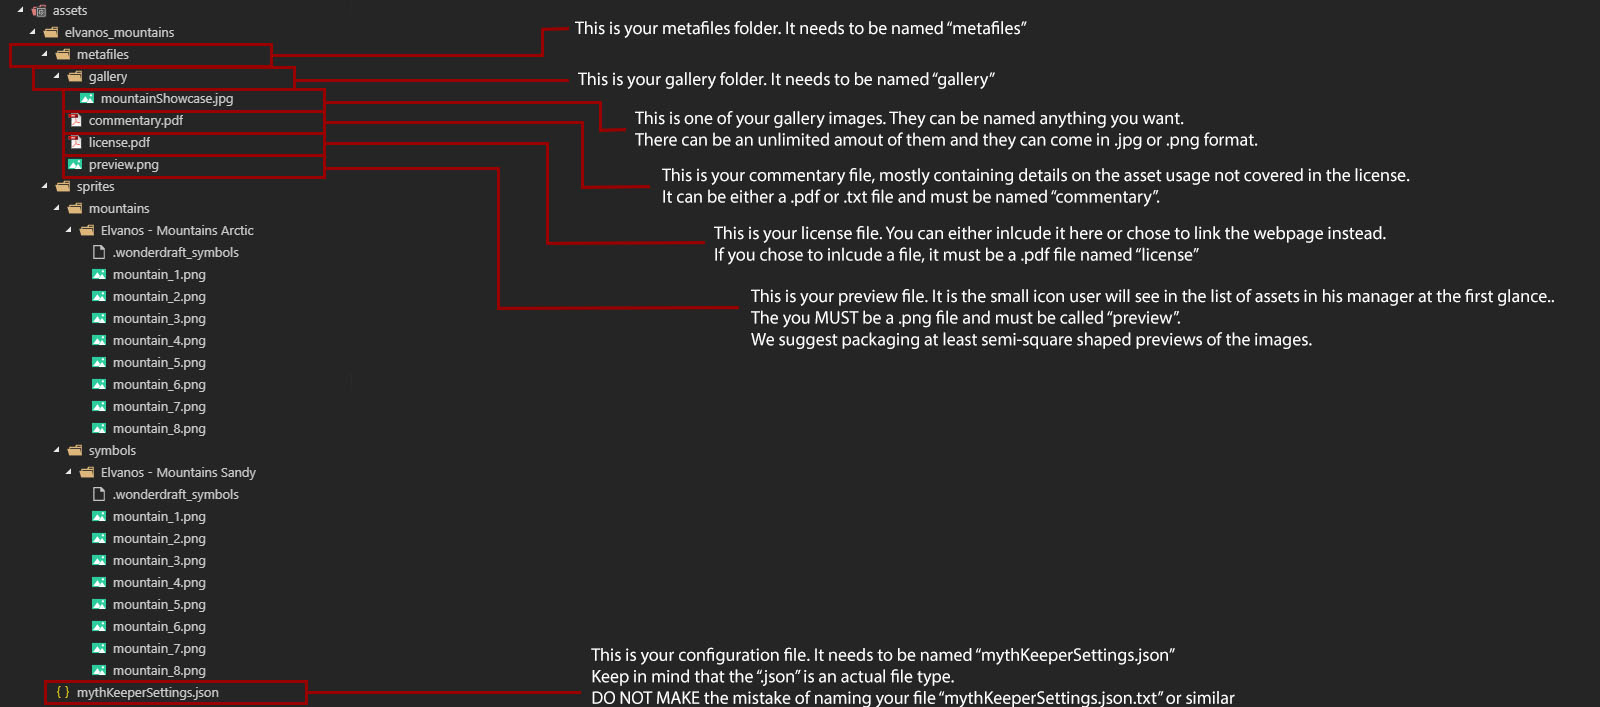 assets
elvanos_mountains
metafiles
gallery
mountainShowcase.jpg
commentary.pdf
license.pdf
preview.png
sprites
mountains
Elvanos - Mountains Arctic
.wonderdraft_symbols
mountain_1.png
mountain_2.png
mountain_3.png
mountain_4.png
mountain_5.png
mountain_6.png
mountain_7.png
mountain_8.png
symbols
Elvanos - Mountains Sandy
.wonderdraft_symbols
mountain_1.png
mountain_2.png
mountain_3.png
mountain_4.png
mountain_5.png
mountain_6.png
mountain_7.png
mountain_8.png
{ } mythKeeperSettings.json
This is your metafiles folder. It needs to be named “metafiles”
This is your gallery folder. It needs to be named “gallery”
This is one of your gallery images. They can be named anything you want.
There can be an unlimited amout of them and they can come in .jpg or .png format.
This is your commentary file, mostly containing details on the asset usage not covered in the license.
It can be either a .pdf or .txt file and must be named “commentary”.
This is your license file. You can either inlcude it here or chose to link the webpage instead.
If you chose to inlcude a file, it must be a .pdf file named “license”
This is your preview file. It is the small icon user will see in the list of assets in his manager at the first glance..
The you MUST be a .png file and must be called “preview”.
We suggest packaging at least semi-square shaped previews of the images.
This is your configuration file. It needs to be named “mythKeeperSettings.json”
Keep in mind that the “.json” is an actual file type.
DO NOT MAKE the mistake of naming your file “mythKeeperSettings.json.txt” or similar